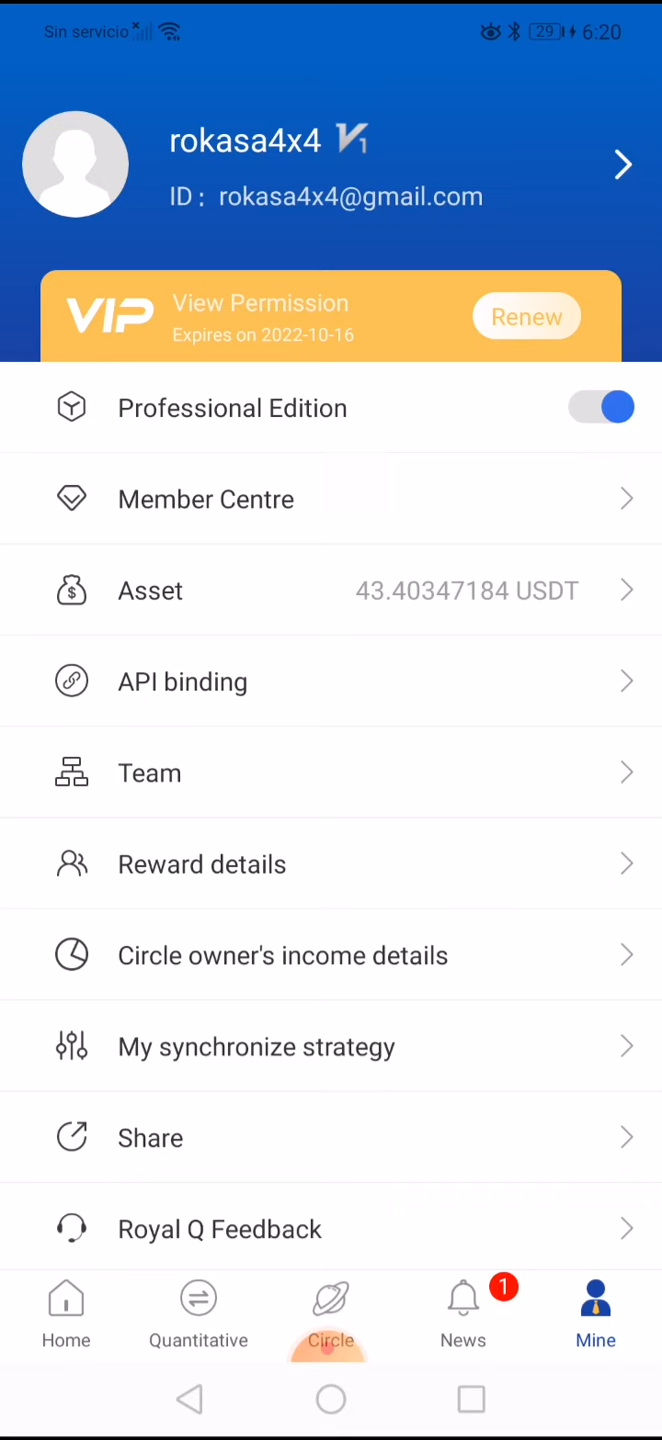 Sin servicio 29 6:20
rokasa4x4 V1
ID : rokasa4x4@gmail.com
VIP View Permission Renew
Expires on 2022-10-16
Professional Edition
Member Centre
Asset 43.40347184 USDT
API binding
Team
Reward details
Circle owner's income details
My synchronize strategy
Share
Royal Q Feedback
1
Home Quantitative Circle News Mine